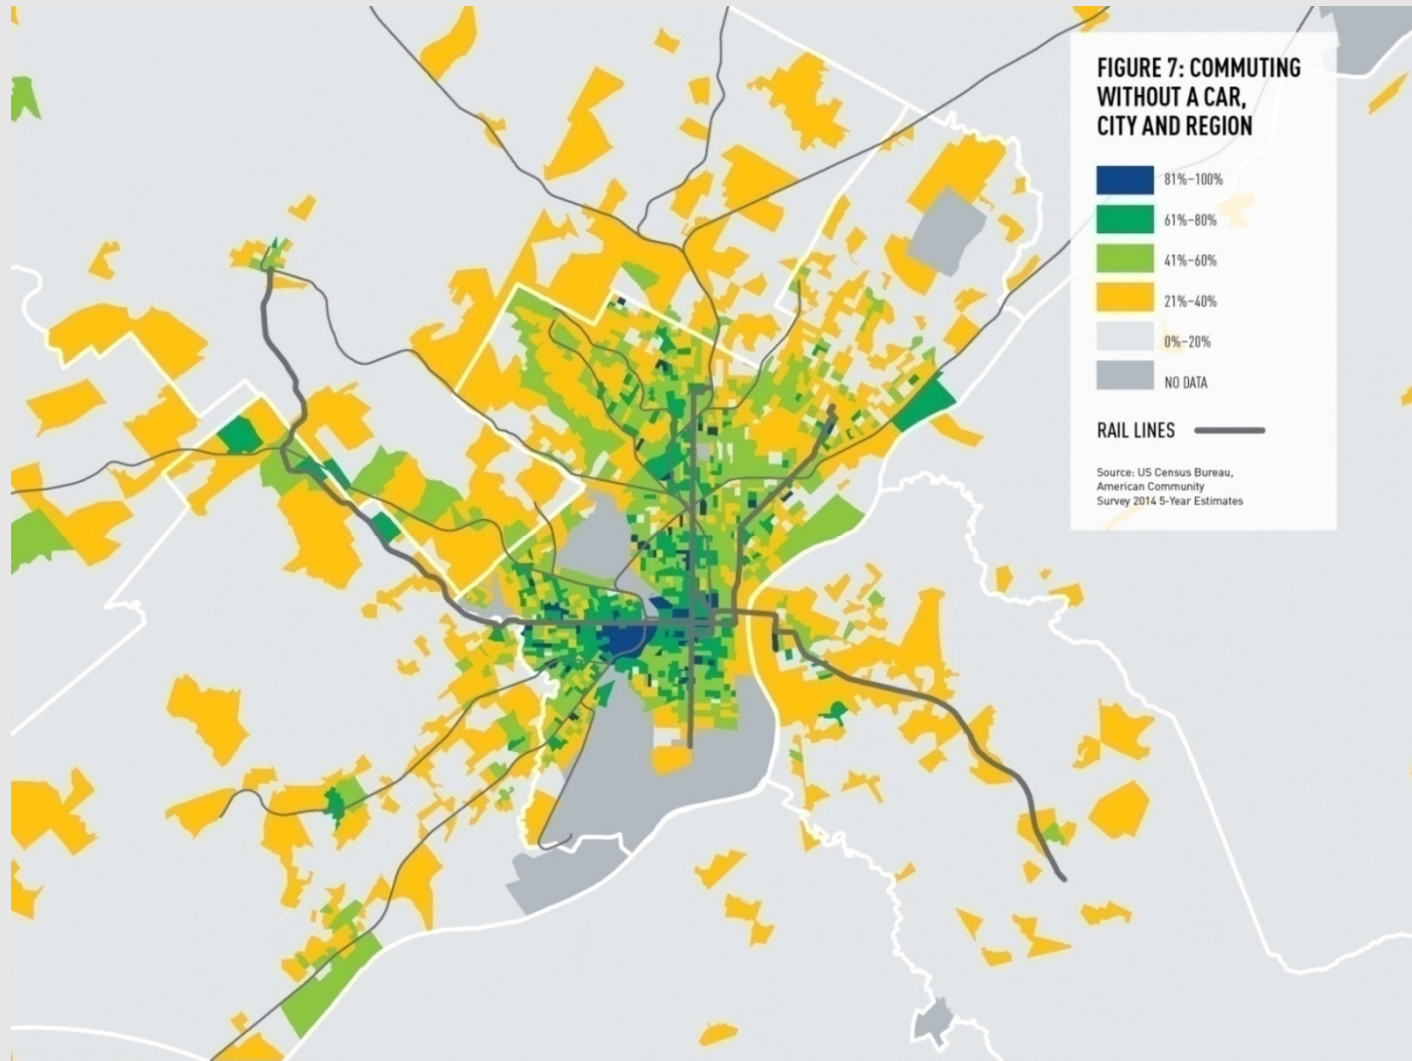 FIGURE 7: COMMUTING
WITHOUT A CAR,
CITY AND REGION
81%–100%
61%–80%
41%–60%
21%–40%
0%–20%
NO DATA
RAIL LINES
Source: US Census Bureau,
American Community
Survey 2014 5-Year Estimates